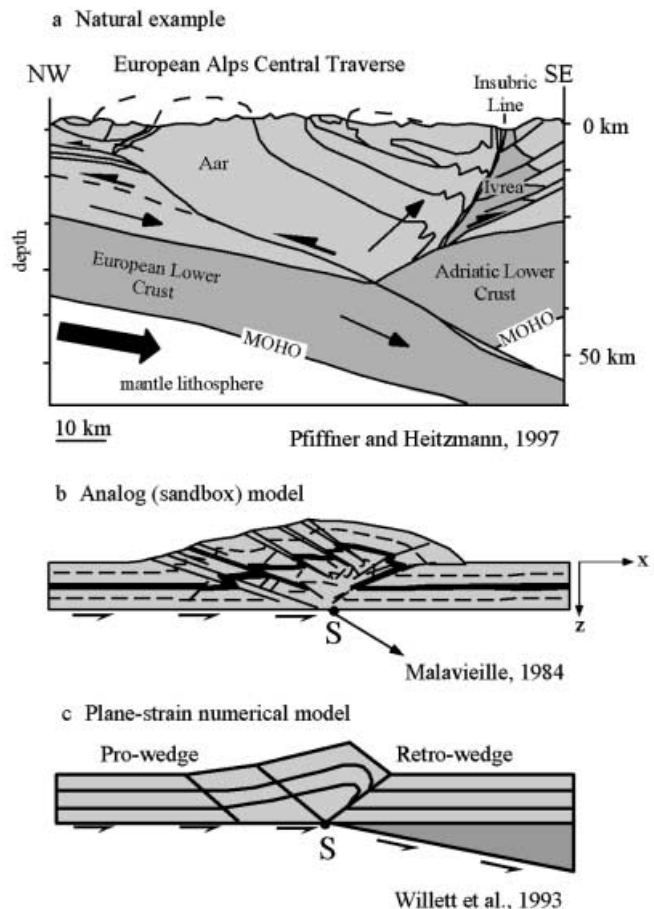 a Natural example
European Alps Central Traverse
NW
SE
Insubric
Line
0 km
Aar
Ivrea
depth
European Lower
Crust
Adriatic Lower
Crust
MOHO
MOHO
50 km
mantle lithosphere
10 km
Pfiffner and Heitzmann, 1997
b Analog (sandbox) model
x
z
S
Malavieille, 1984
c Plane-strain numerical model
Pro-wedge
Retro-wedge
S
Willett et al., 1993